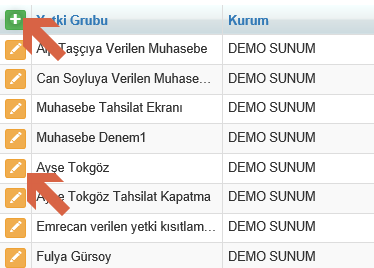 Yetki Grubu Kurum
Alp Taşçıya Verilen Muhasebe DEMO SUNUM
Can Soyluya Verilen Muhase... DEMO SUNUM
Muhasebe Tahsilat Ekranı DEMO SUNUM
Muhasebe Denem1 DEMO SUNUM
Ayşe Tokgöz DEMO SUNUM
Ayşe Tokgöz Tahsilat Kapatma DEMO SUNUM
Emrecan verilen yetki kısıtlam... DEMO SUNUM
Fulya Gürsoy DEMO SUNUM